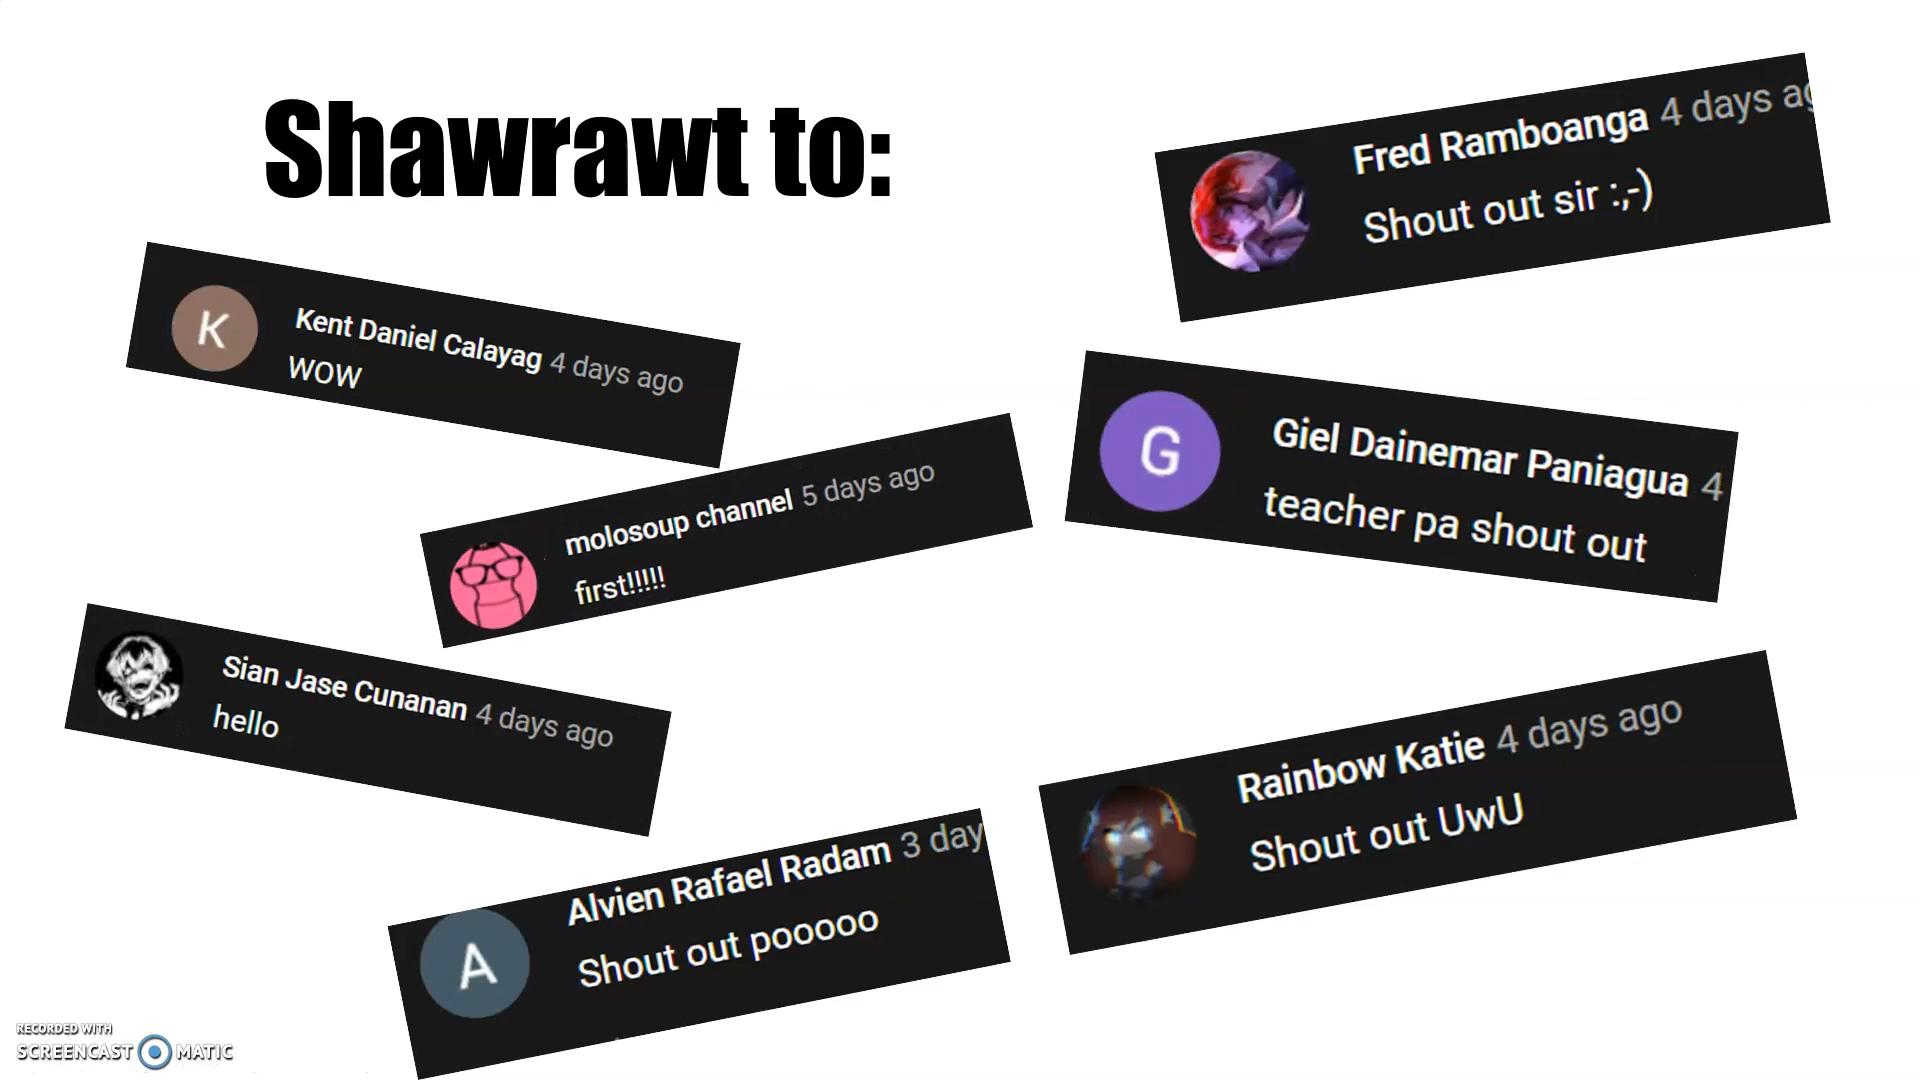 Shawrawt to:
Fred Ramboanga 4 days ag
Shout out sir :,-)
K
Kent Daniel Calayag 4 days ago
wow
G
Giel Dainemar Paniagua 4
teacher pa shout out
molosoup channel 5 days ago
first!!!!!
Sian Jase Cunanan 4 days ago
hello
Rainbow Katie 4 days ago
Shout out UwU
A
Alvien Rafael Radam 3 day
Shout out pooooo
RECORDED WITH
SCREENCAST MATIC